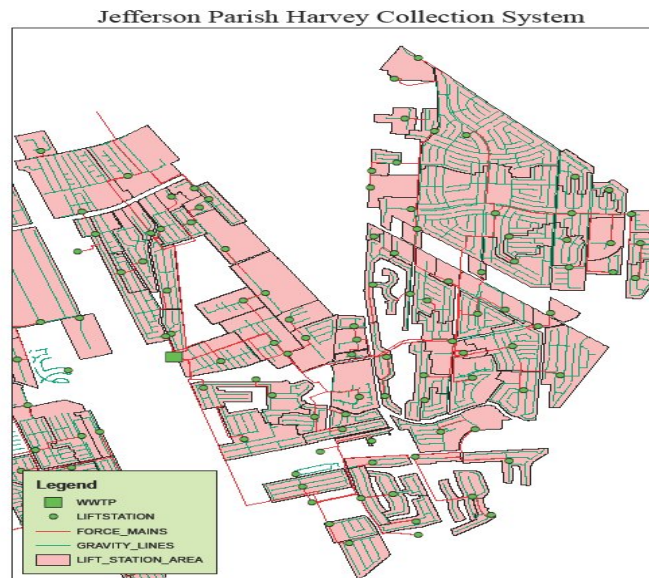 Jefferson Parish Harvey Collection System
Legend
WWTP
LIFTSTATION
FORCE_MAINS
GRAVITY_LINES
LIFT_STATION_AREA